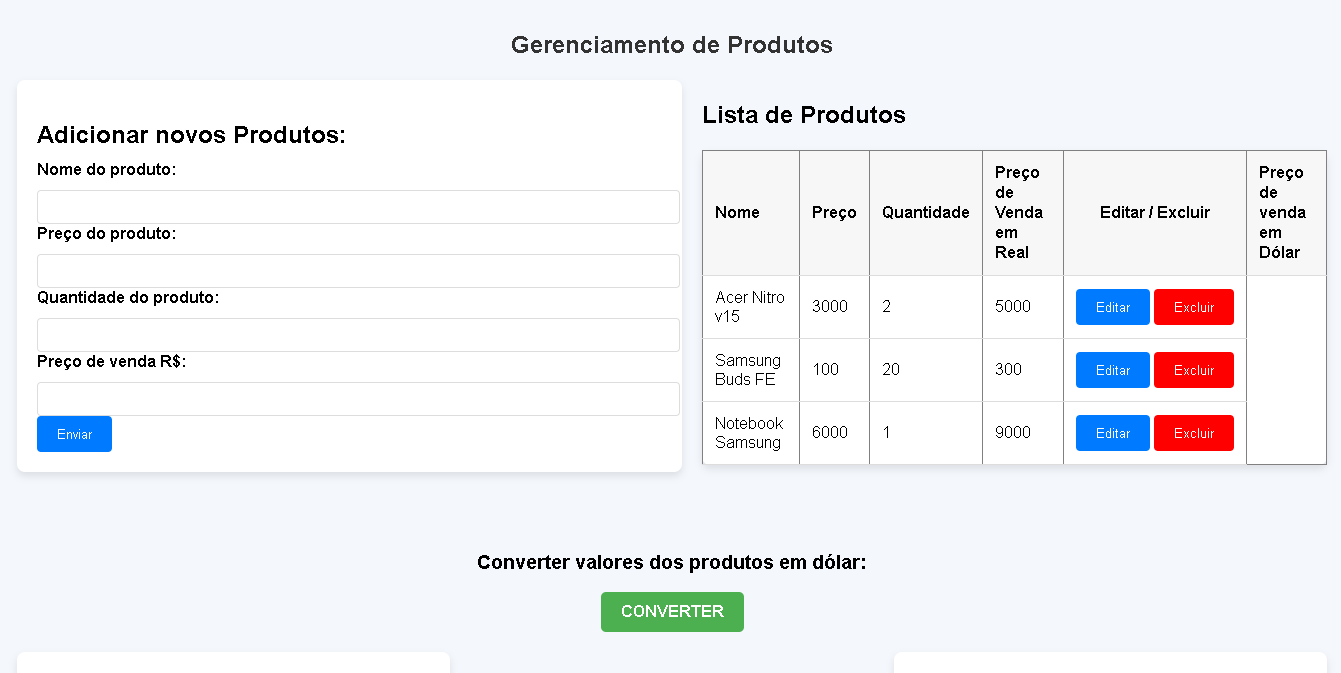 Gerenciamento de Produtos
Adicionar novos Produtos:
Nome do produto:
Preço do produto:
Quantidade do produto:
Preço de venda R$:
Enviar
Lista de Produtos
Nome
Preço
Quantidade
Preço
de
Venda
em
Real
Editar / Excluir
Preço
de
venda
em
Dólar
Acer Nitro
v15
3000
2
5000
Editar
Excluir
Samsung
Buds FE
100
20
300
Editar
Excluir
Notebook
Samsung
6000
1
9000
Editar
Excluir
Converter valores dos produtos em dólar:
CONVERTER